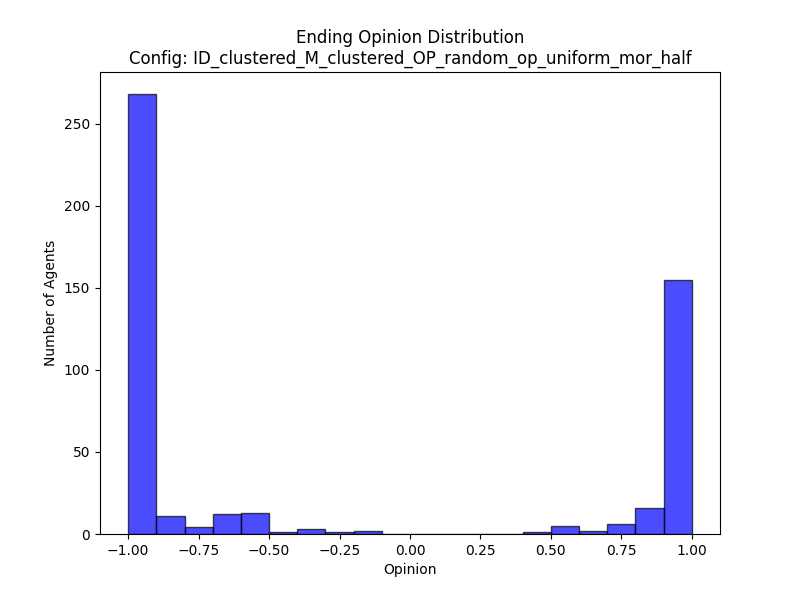 Ending Opinion Distribution
Config: ID_clustered_M_clustered_OP_random_op_uniform_mor_half
250
200
150
100
50
0
Number of Agents
−1.00 −0.75 −0.50 −0.25 0.00 0.25 0.50 0.75 1.00
Opinion